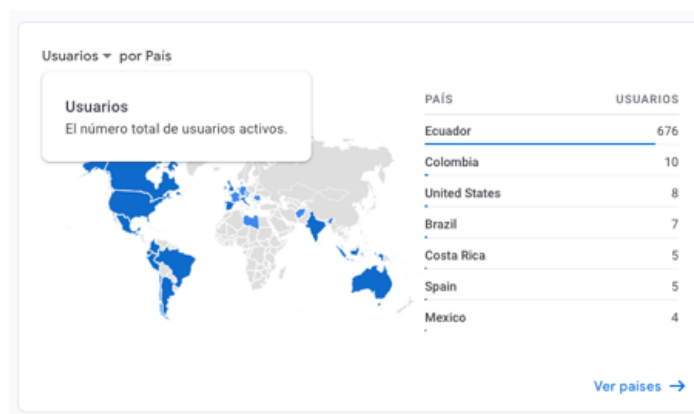 Usuarios por País
Usuarios
El número total de usuarios activos.
PAÍS USUARIOS
Ecuador 676
Colombia 10
United States 8
Brazil 7
Costa Rica 5
Spain 5
Mexico 4
Ver paises →